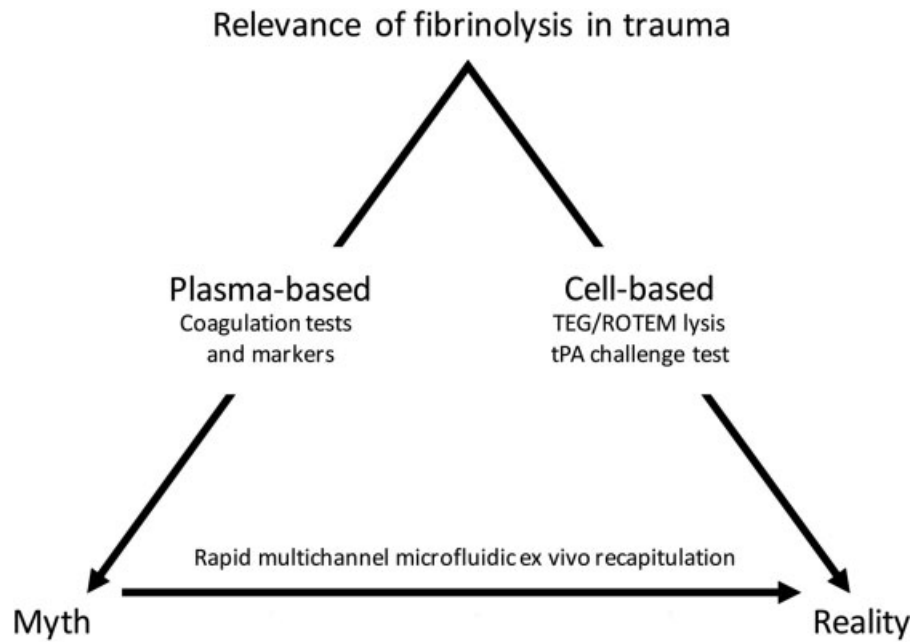 Relevance of fibrinolysis in trauma
Plasma-based
Coagulation tests
and markers
Cell-based
TEG/ROTEM lysis
tPA challenge test
Rapid multichannel microfluidic ex vivo recapitulation
Myth
Reality